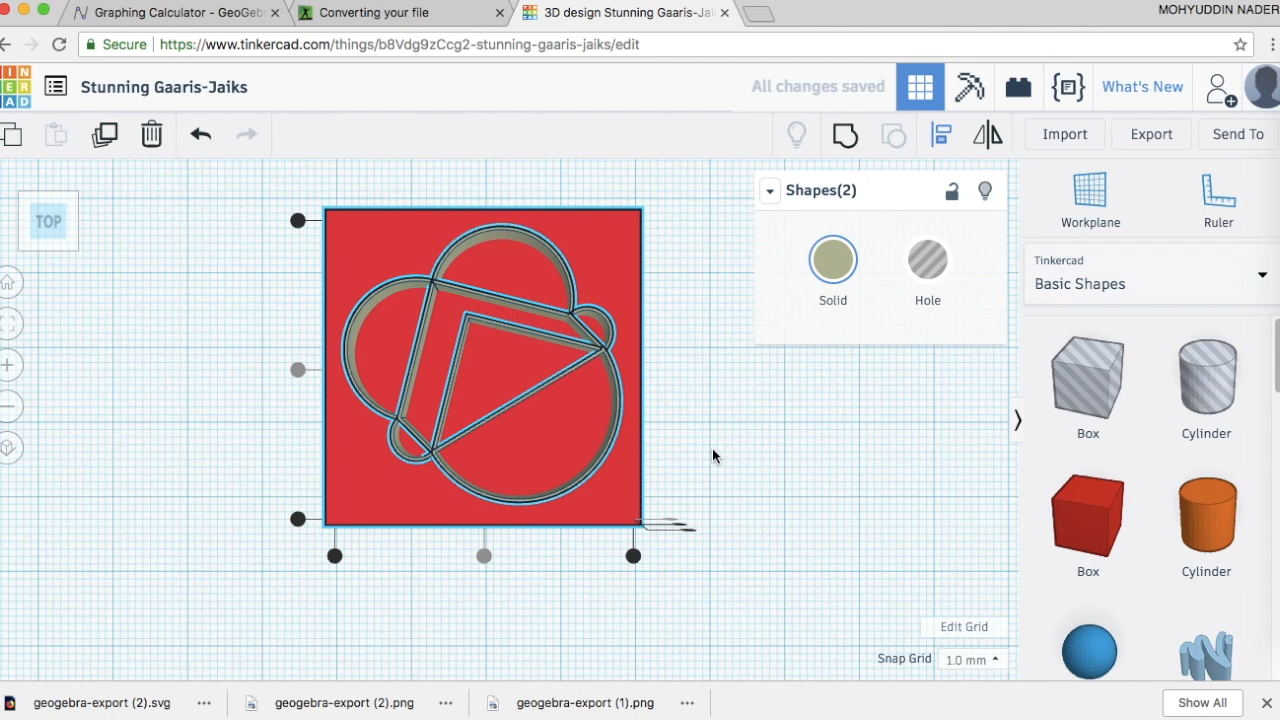 Graphing Calculator - GeoGeb
Converting your file
3D design Stunning Gaaris-Jai
MOHYUDDIN NADER
Secure
https://www.tinkercad.com/things/b8Vdg9zCcg2-stunning-gaaris-jaiks/edit
Stunning Gaaris-Jaiks
All changes saved
What's New
Import
Export
Send To
TOP
Shapes(2)
Solid
Hole
Workplane
Ruler
Tinkercad
Basic Shapes
Box
Cylinder
Box
Cylinder
Edit Grid
Snap Grid
1.0 mm
geogebra-export (2).svg
geogebra-export (2).png
geogebra-export (1).png
Show All